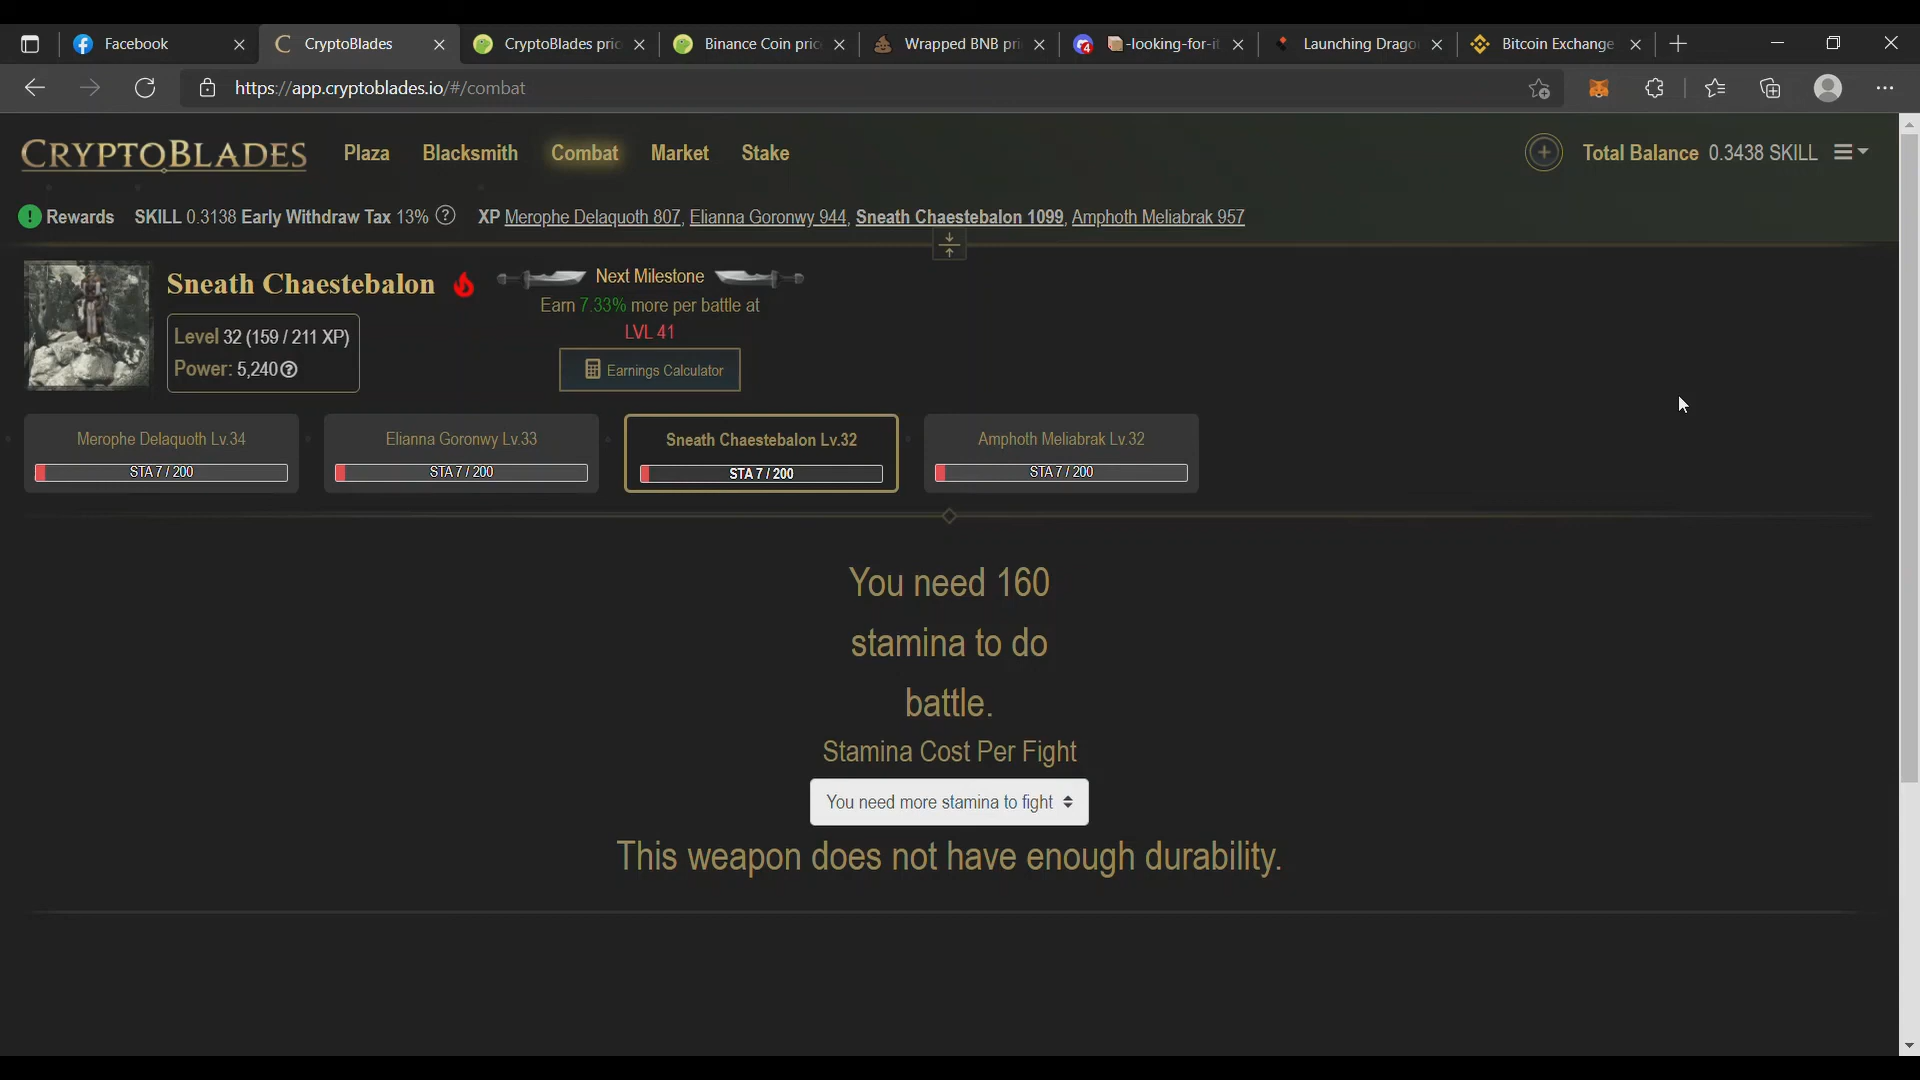 Facebook
CryptoBlades
CryptoBlades pric
Binance Coin pric
Wrapped BNB pri
4
-looking-for-it
Launching Drago
Bitcoin Exchange
https://app.cryptoblades.io/#/combat
CRYPTOBLADES
Plaza
Blacksmith
Combat
Market
Stake
Total Balance 0.3438 SKILL
! Rewards SKILL 0.3138 Early Withdraw Tax 13% ? XP Merophe Delaquoth 807, Elianna Goronwy 944, Sneath Chaestebalon 1099, Amphoth Meliabrak 957
Sneath Chaestebalon
Level 32 (159 / 211 XP)
Power: 5,240 ?
Next Milestone
Earn 7.33% more per battle at
LVL 41
Earnings Calculator
Merophe Delaquoth Lv.34
STA 7 / 200
Elianna Goronwy Lv.33
STA 7 / 200
Sneath Chaestebalon Lv.32
STA 7 / 200
Amphoth Meliabrak Lv.32
STA 7 / 200
You need 160
stamina to do
battle.
Stamina Cost Per Fight
You need more stamina to fight
This weapon does not have enough durability.